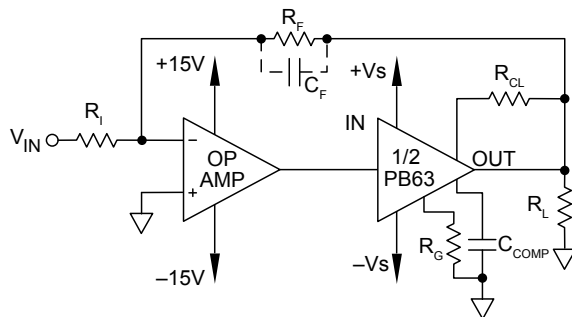 R_F
+15V
C_F
+Vs
R_CL
R_I
V_IN
IN
–
OP
AMP
+
1/2
PB63
OUT
R_L
–15V
–Vs
R_G
C_COMP